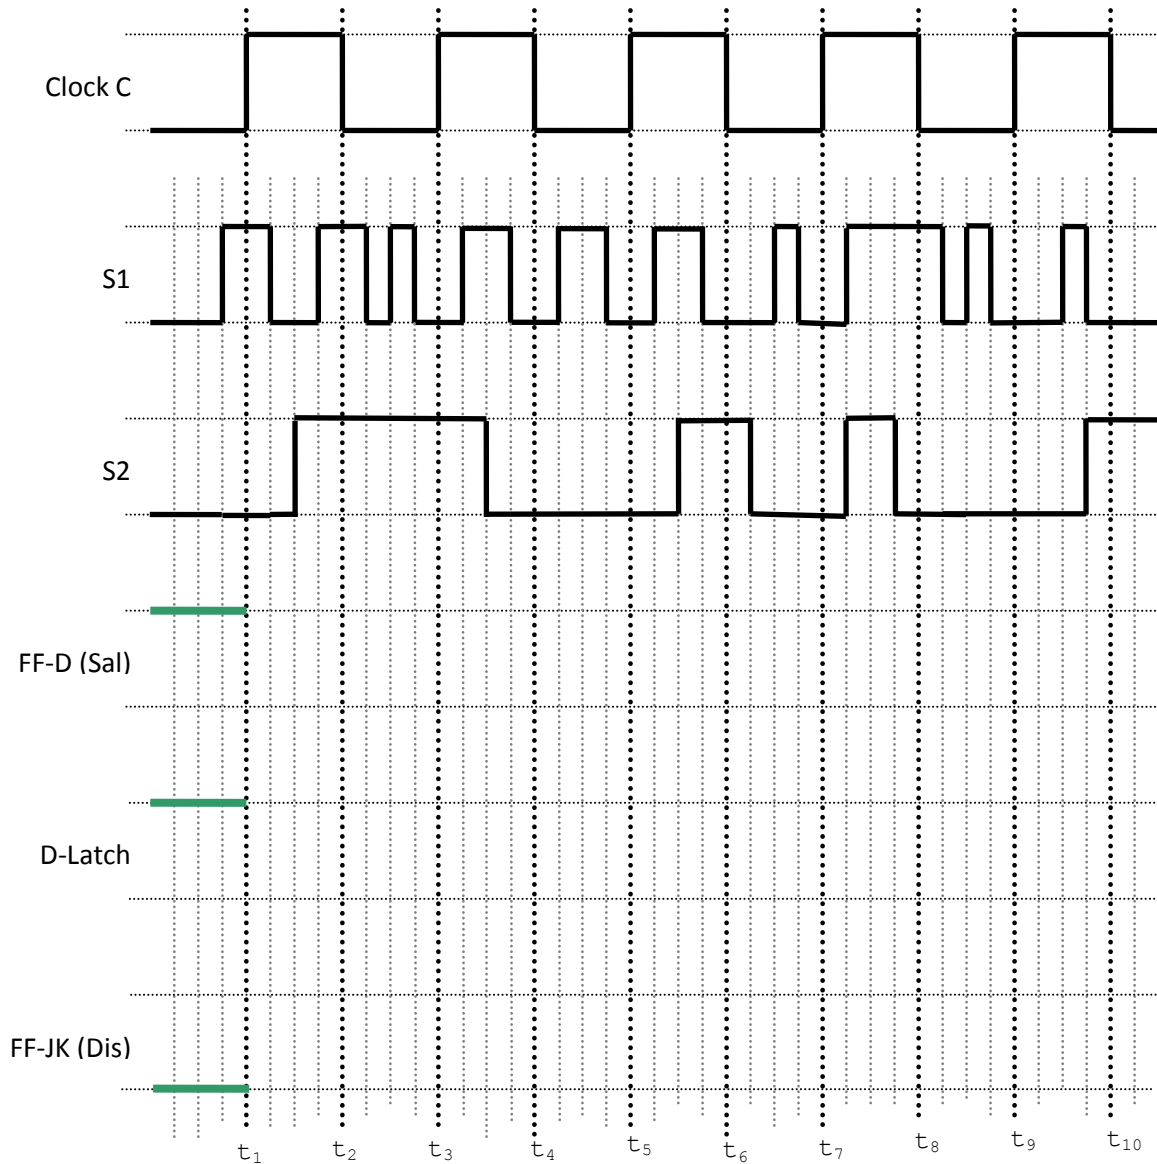 Clock C
S1
S2
FF-D (Sal)
D-Latch
FF-JK (Dis)
t₁ t₂ t₃ t₄ t₅ t₆ t₇ t₈ t₉ t₁₀